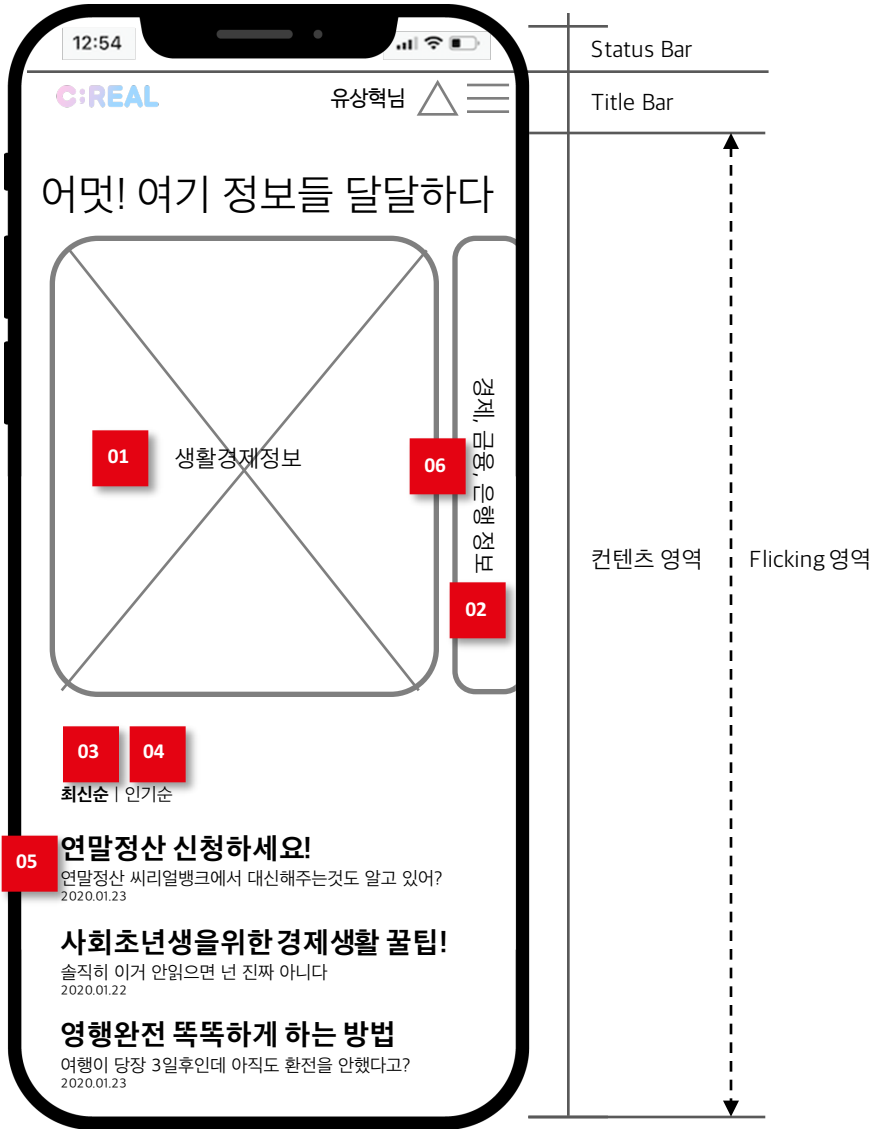 12:54
Status Bar
C;REAL
유상혁님
Title Bar
어멋! 여기 정보들 달달하다
01
생활경제정보
06
경제, 금융, 은행 정보
02
컨텐츠 영역
Flicking 영역
03
04
최신순 | 인기순
05
연말정산 신청하세요!
연말정산 씨리얼뱅크에서 대신해주는것도 알고 있어?
2020.01.23
사회초년생을위한 경제생활 꿀팁!
솔직히 이거 안읽으면 넌 진짜 아니다
2020.01.22
영행완전 똑똑하게 하는 방법
여행이 당장 3일후인데 아직도 환전을 안했다고?
2020.01.23